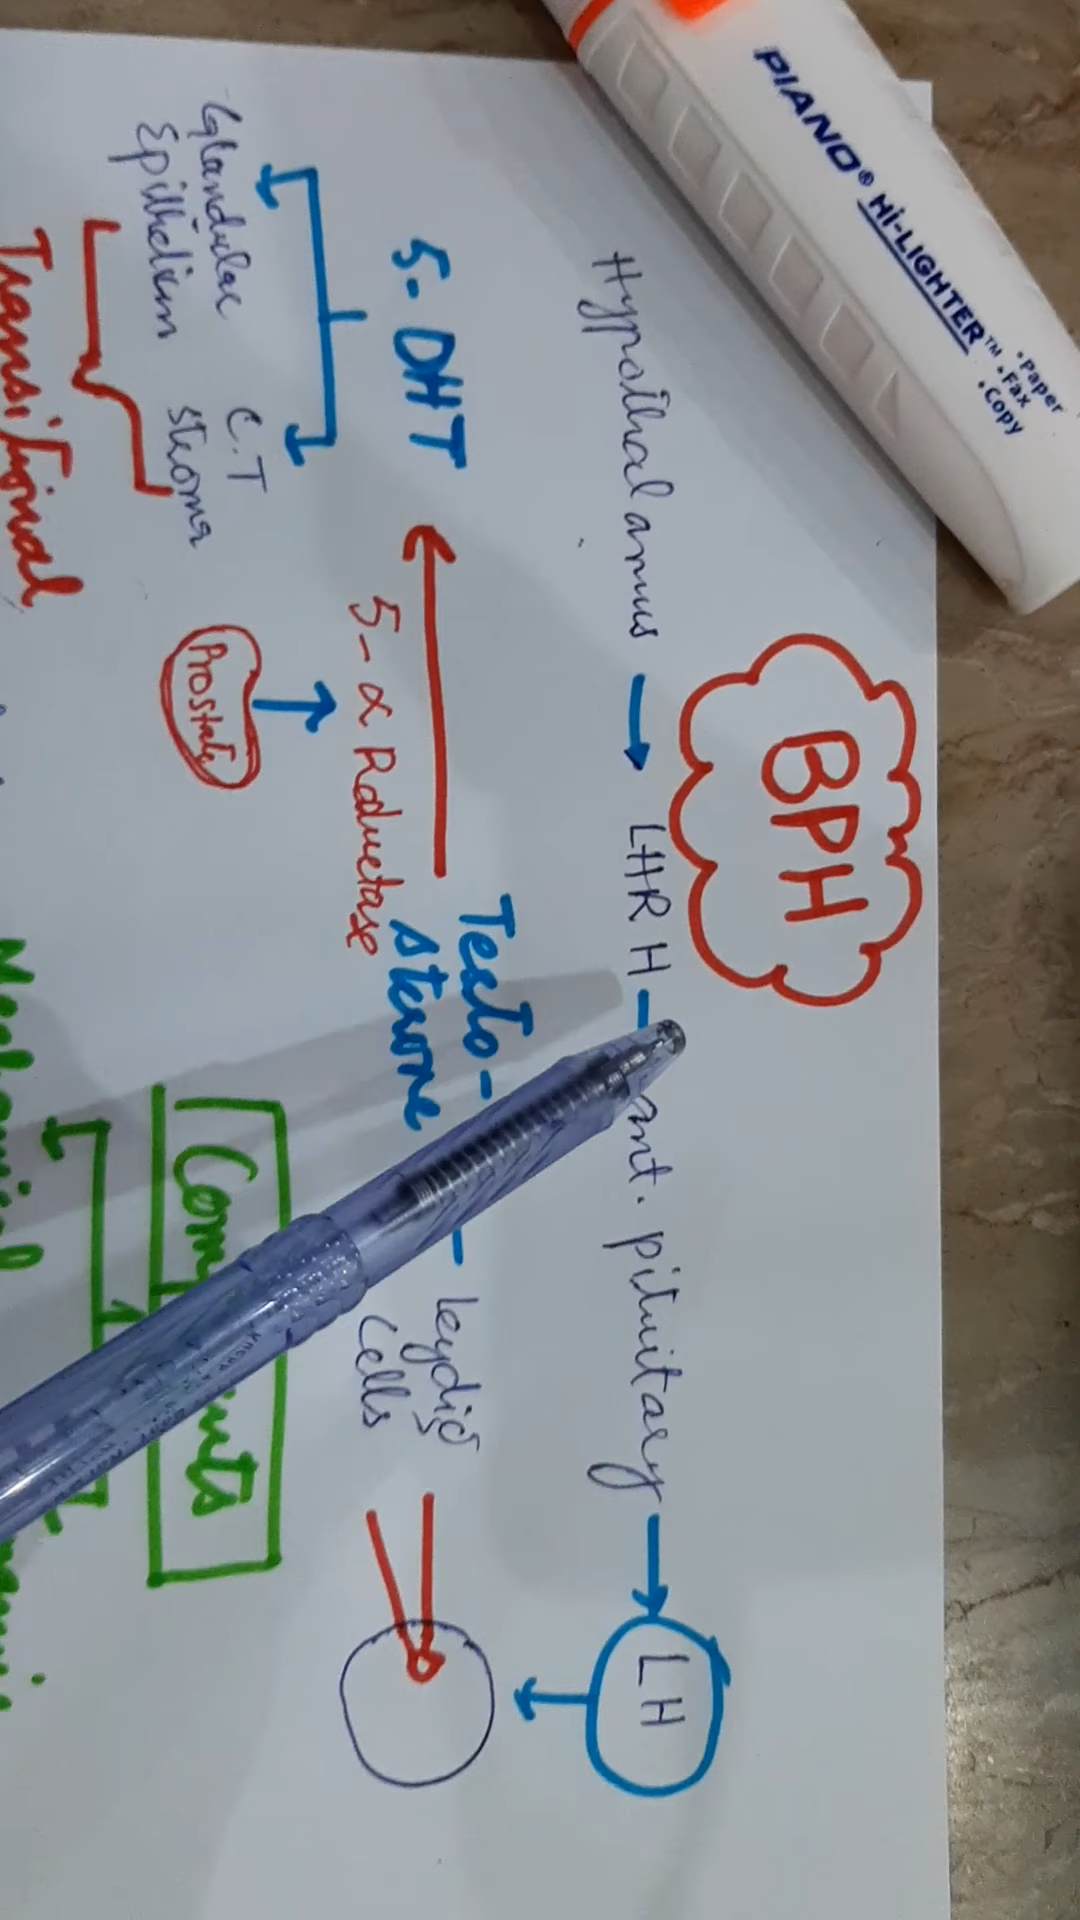 PIANO® Hi-LIGHTER™
•Paper
•Fax
•Copy
BPH
Hypothalamus → LHRH - ant. pituitary → LH
5-DHT
Testo-
sterone
5-α Reductase
Leydig
Cells
Glandular
Epithelium
C.T
stroma
Prostate
Transitional